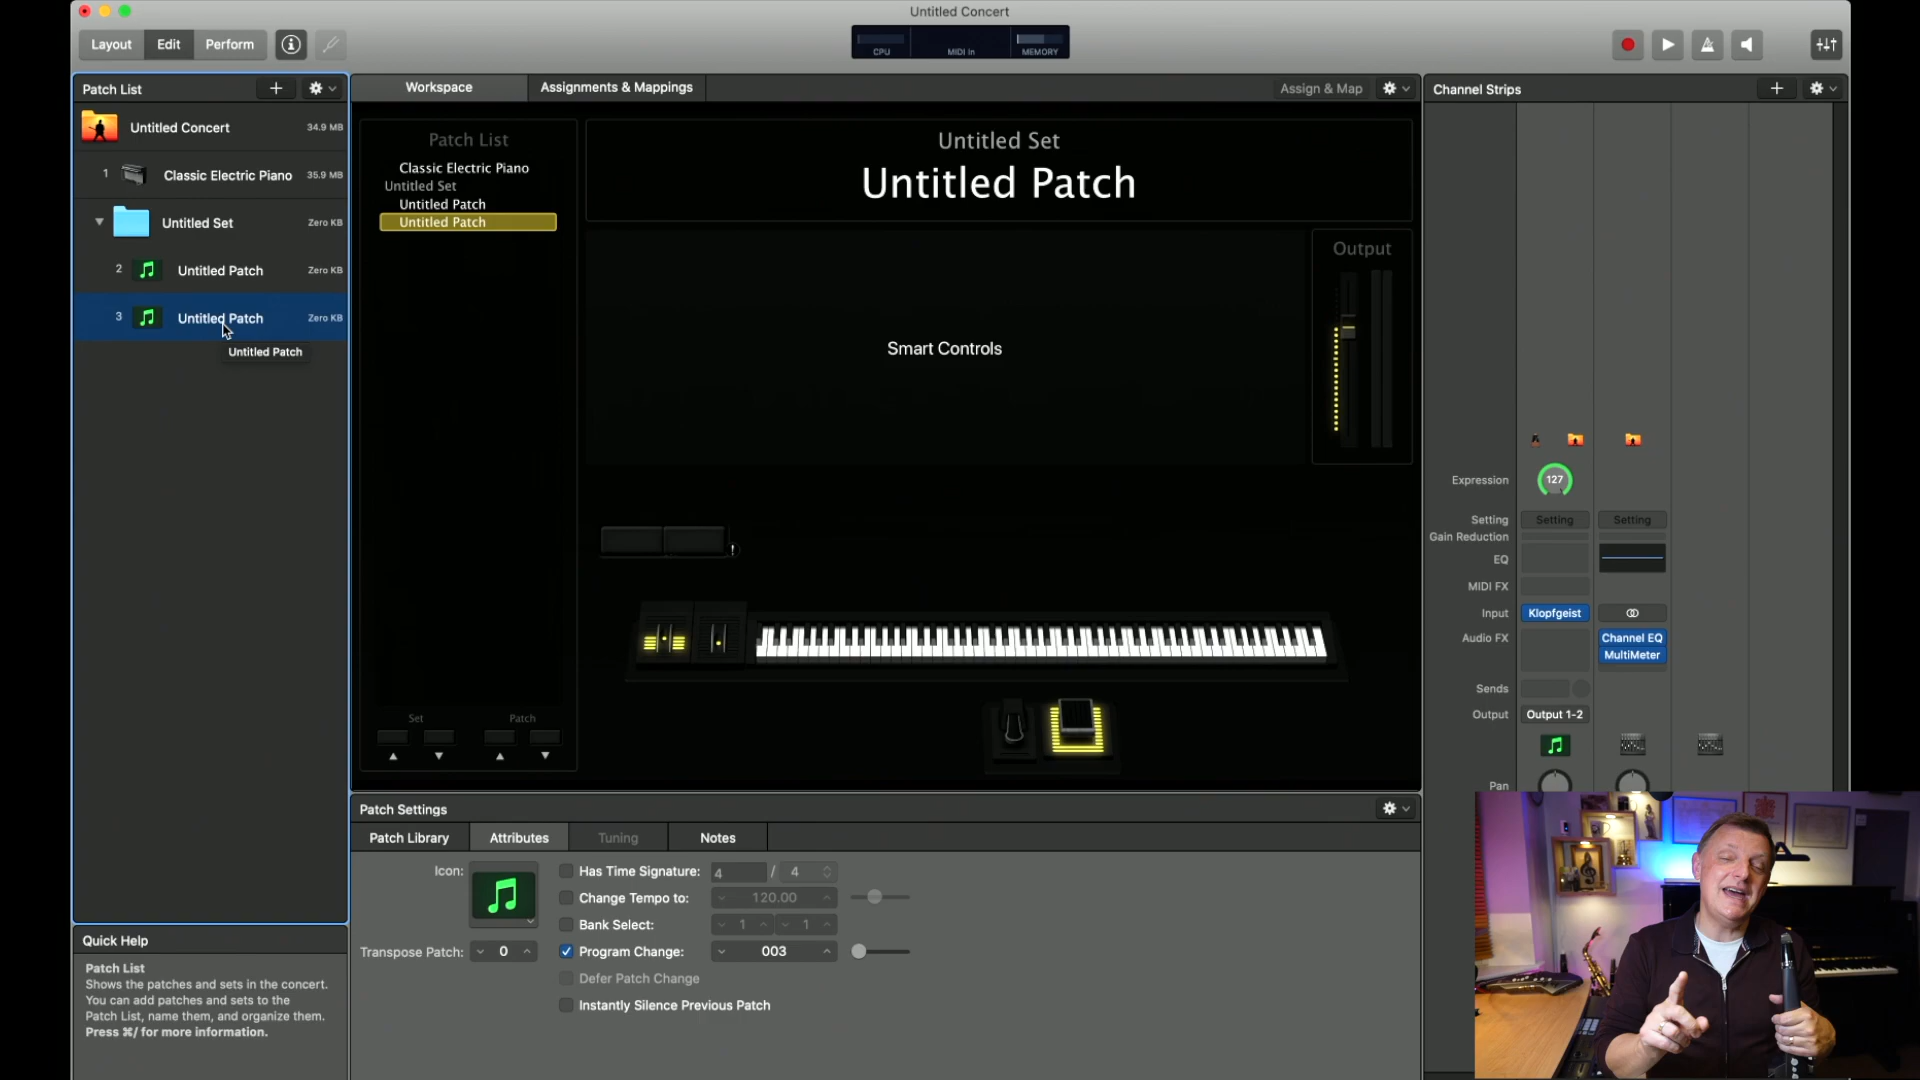 Untitled Concert
Layout
Edit
Perform
CPU
MIDI In
MEMORY
Patch List
Workspace
Assignments & Mappings
Assign & Map
Channel Strips
Untitled Concert
34.9 MB
1
Classic Electric Piano
35.9 MB
Untitled Set
Zero KB
2
Untitled Patch
Zero KB
3
Untitled Patch
Zero KB
Untitled Patch
Patch List
Classic Electric Piano
Untitled Set
Untitled Patch
Untitled Patch
Set
Patch
Untitled Set
Untitled Patch
Smart Controls
Output
Expression
127
Setting
Setting
Setting
Gain Reduction
EQ
MIDI FX
Input
Klopfgeist
Audio FX
Channel EQ
MultiMeter
Sends
Output
Output 1-2
Pan
Patch Settings
Patch Library
Attributes
Tuning
Notes
Icon:
Has Time Signature:
4
/
4
Change Tempo to:
120.00
Bank Select:
1
1
Transpose Patch:
0
Program Change:
003
Defer Patch Change
Instantly Silence Previous Patch
Quick Help
Patch List
Shows the patches and sets in the concert.
You can add patches and sets to the
Patch List, name them, and organize them.
Press ⌘/ for more information.